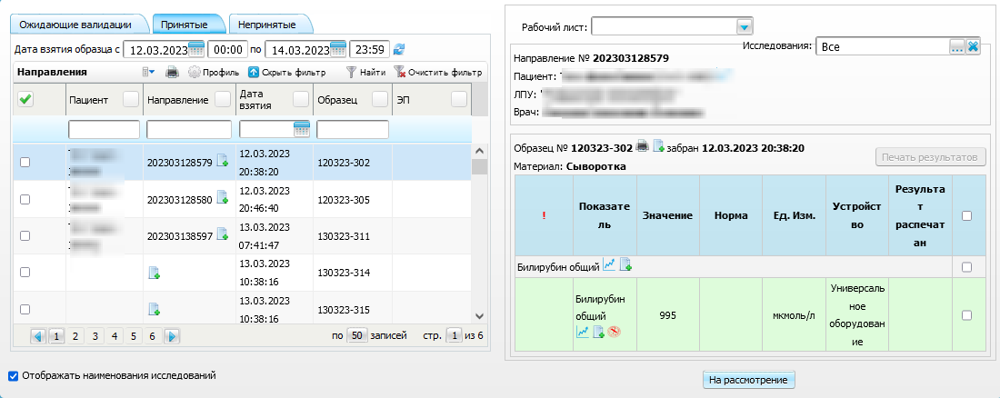 Ожидающие валидации Принятые Непринятые
Дата взятия образца с 12.03.2023 00:00 по 14.03.2023 23:59
Направления Профиль Скрыть фильтр Найти Очистить фильтр
Пациент Направление Дата взятия Образец ЭП
202303128579 12.03.2023 20:38:20 120323-302
202303128580 12.03.2023 20:46:40 120323-305
202303138597 13.03.2023 07:41:47 130323-311
13.03.2023 10:38:16 130323-314
13.03.2023 10:38:16 130323-315
1 2 3 4 5 6 по 50 записей стр. 1 из 6
Отображать наименования исследований
Рабочий лист:
Исследования: Все ...
Направление № 202303128579
Пациент:
ЛПУ:
Врач:
Образец № 120323-302 забран 12.03.2023 20:38:20
Печать результатов
Материал: Сыворотка
! Показатель Значение Норма Ед. Изм. Устройство Результат распечатан
Билирубин общий
Билирубин общий 995 мкмоль/л Универсальное оборудование
На рассмотрение